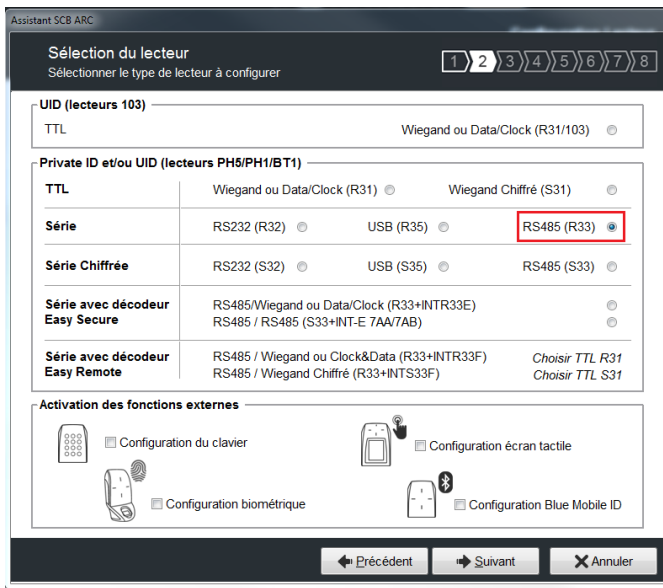 Assistant SCB ARC
Sélection du lecteur
Sélectionner le type de lecteur à configurer
1 2 3 4 5 6 7 8
UID (lecteurs 103)
TTL Wiegand ou Data/Clock (R31/103)
Private ID et/ou UID (lecteurs PH5/PH1/BT1)
TTL Wiegand ou Data/Clock (R31) Wiegand Chiffré (S31)
Série RS232 (R32) USB (R35) RS485 (R33)
Série Chiffrée RS232 (S32) USB (S35) RS485 (S33)
Série avec décodeur RS485/Wiegand ou Data/Clock (R33+INTR33E)
Easy Secure RS485 / RS485 (S33+INT-E 7AA/7AB)
Série avec décodeur RS485 / Wiegand ou Clock&Data (R33+INTR33F) Choisir TTL R31
Easy Remote RS485 / Wiegand Chiffré (R33+INTS33F) Choisir TTL S31
Activation des fonctions externes
Configuration du clavier Configuration écran tactile
Configuration biométrique Configuration Blue Mobile ID
Précédent Suivant Annuler